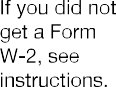 If you did not
get a Form
W-2, see
instructions.